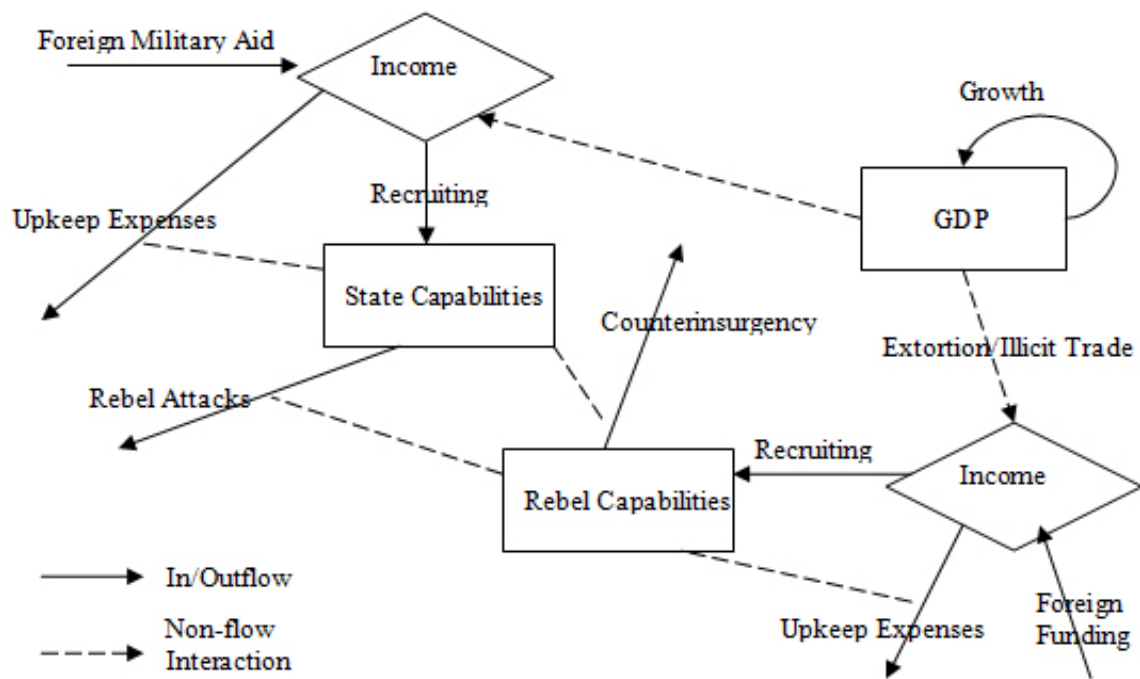 Foreign Military Aid
Income
Growth
Recruiting
GDP
Upkeep Expenses
State Capabilities
Counterinsurgency
Extortion/Illicit Trade
Rebel Attacks
Recruiting
Income
Rebel Capabilities
In/Outflow
Upkeep Expenses
Foreign
Funding
Non-flow
Interaction